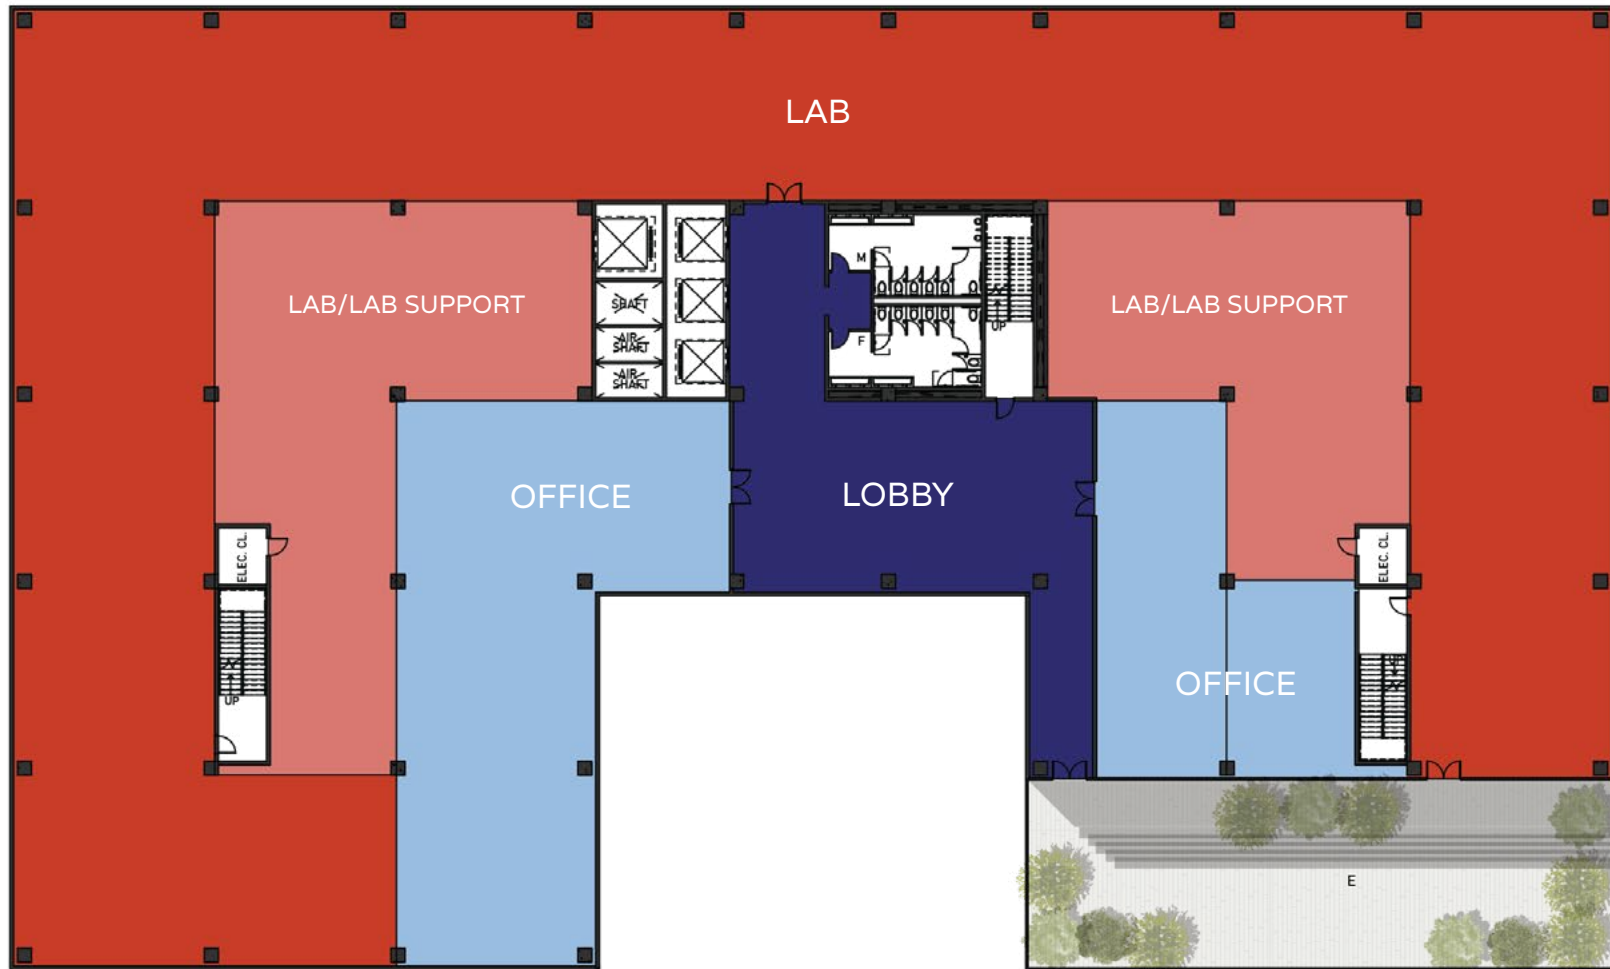 LAB
LAB/LAB SUPPORT
SHAFT
AIR
SHAFT
AIR
SHAFT
M
F
UP
LAB/LAB SUPPORT
OFFICE
LOBBY
ELEC. CL.
ELEC. CL.
UP
OFFICE
UP
E